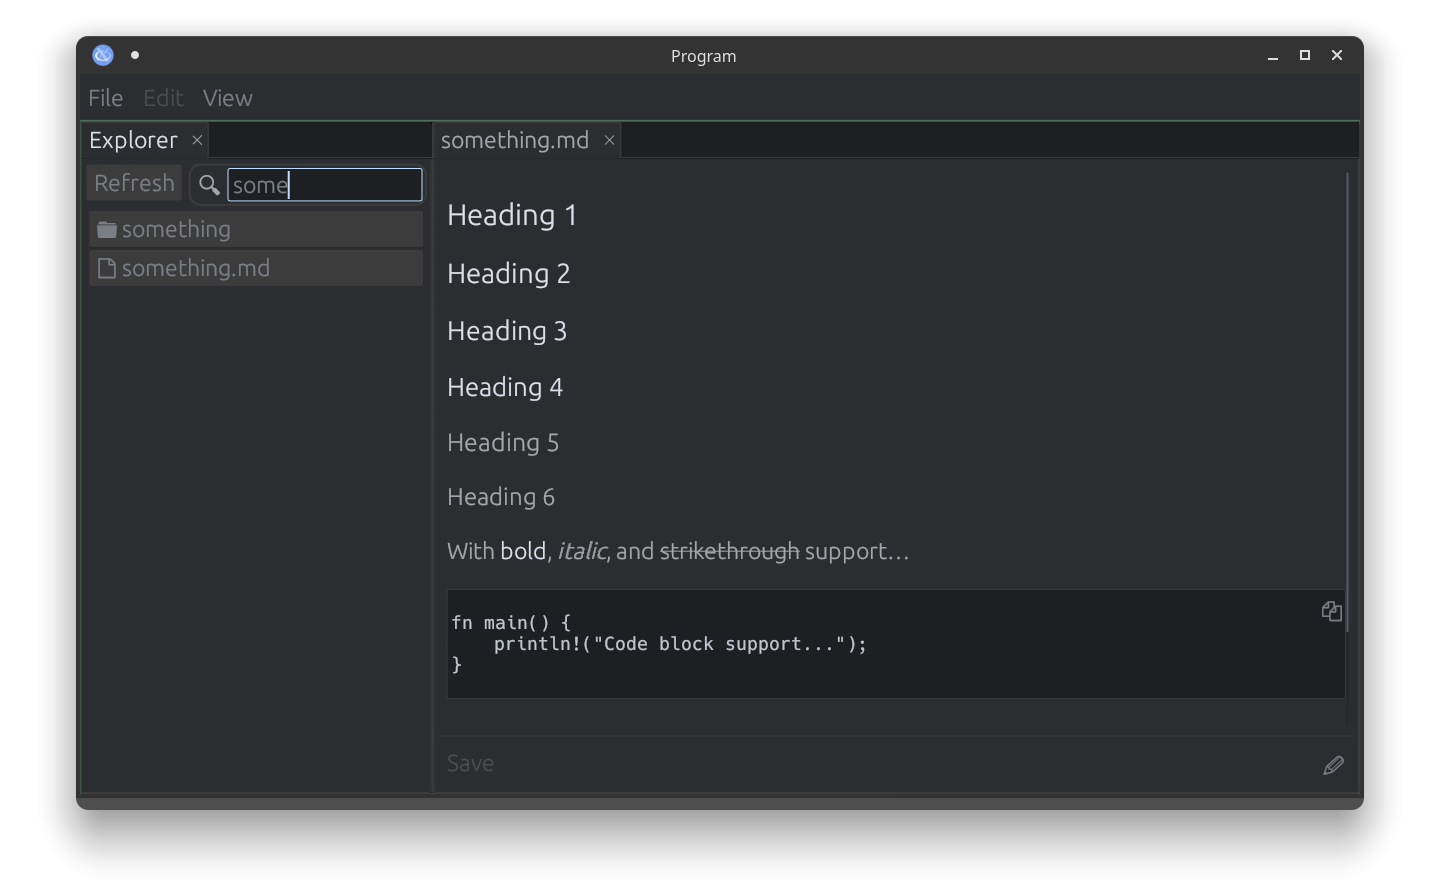 Program
File Edit View
Explorer ×
something.md ×
Refresh
some
something
something.md
Heading 1
Heading 2
Heading 3
Heading 4
Heading 5
Heading 6
With bold, italic, and strikethrough support...
fn main() {
    println!("Code block support...");
}
Save